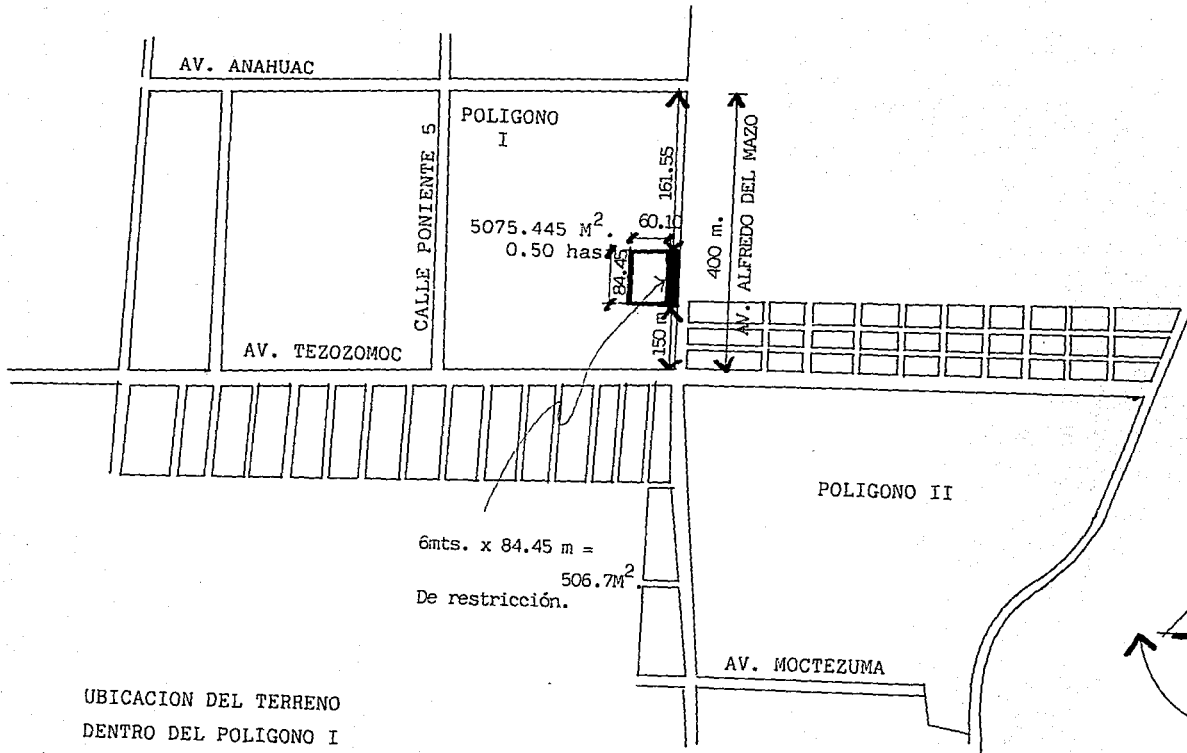 AV. ANAHUAC
POLIGONO
I
CALLE PONIENTE 5
161.55
AV. ALFREDO DEL MAZO
400 m.
5075.445 M².
60.10
0.50 has.
84.45
150 m
AV. TEZOZOMOC
POLIGONO II
6mts. x 84.45 m =
506.7M².
De restricción.
AV. MOCTEZUMA
UBICACION DEL TERRENO
DENTRO DEL POLIGONO I